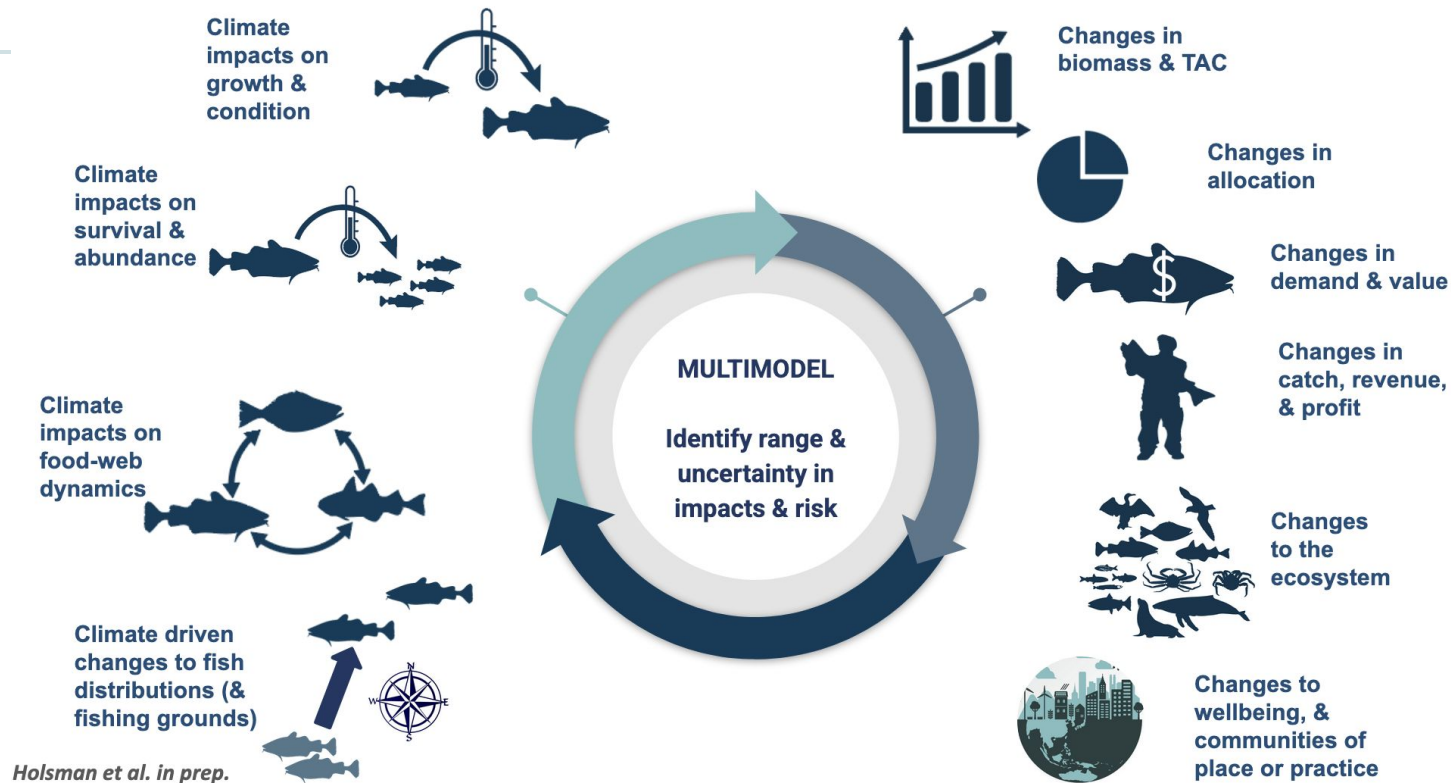 Climate
impacts on
growth &
condition
Climate
impacts on
survival &
abundance
Climate
impacts on
food-web
dynamics
Climate driven
changes to fish
distributions (&
fishing grounds)
N
W
E
S
Holsman et al. in prep.
MULTIMODEL
Identify range &
uncertainty in
impacts & risk
Changes in
biomass & TAC
Changes in
allocation
$
Changes in
demand & value
Changes in
catch, revenue,
& profit
Changes
to the
ecosystem
Changes to
wellbeing, &
communities of
place or practice